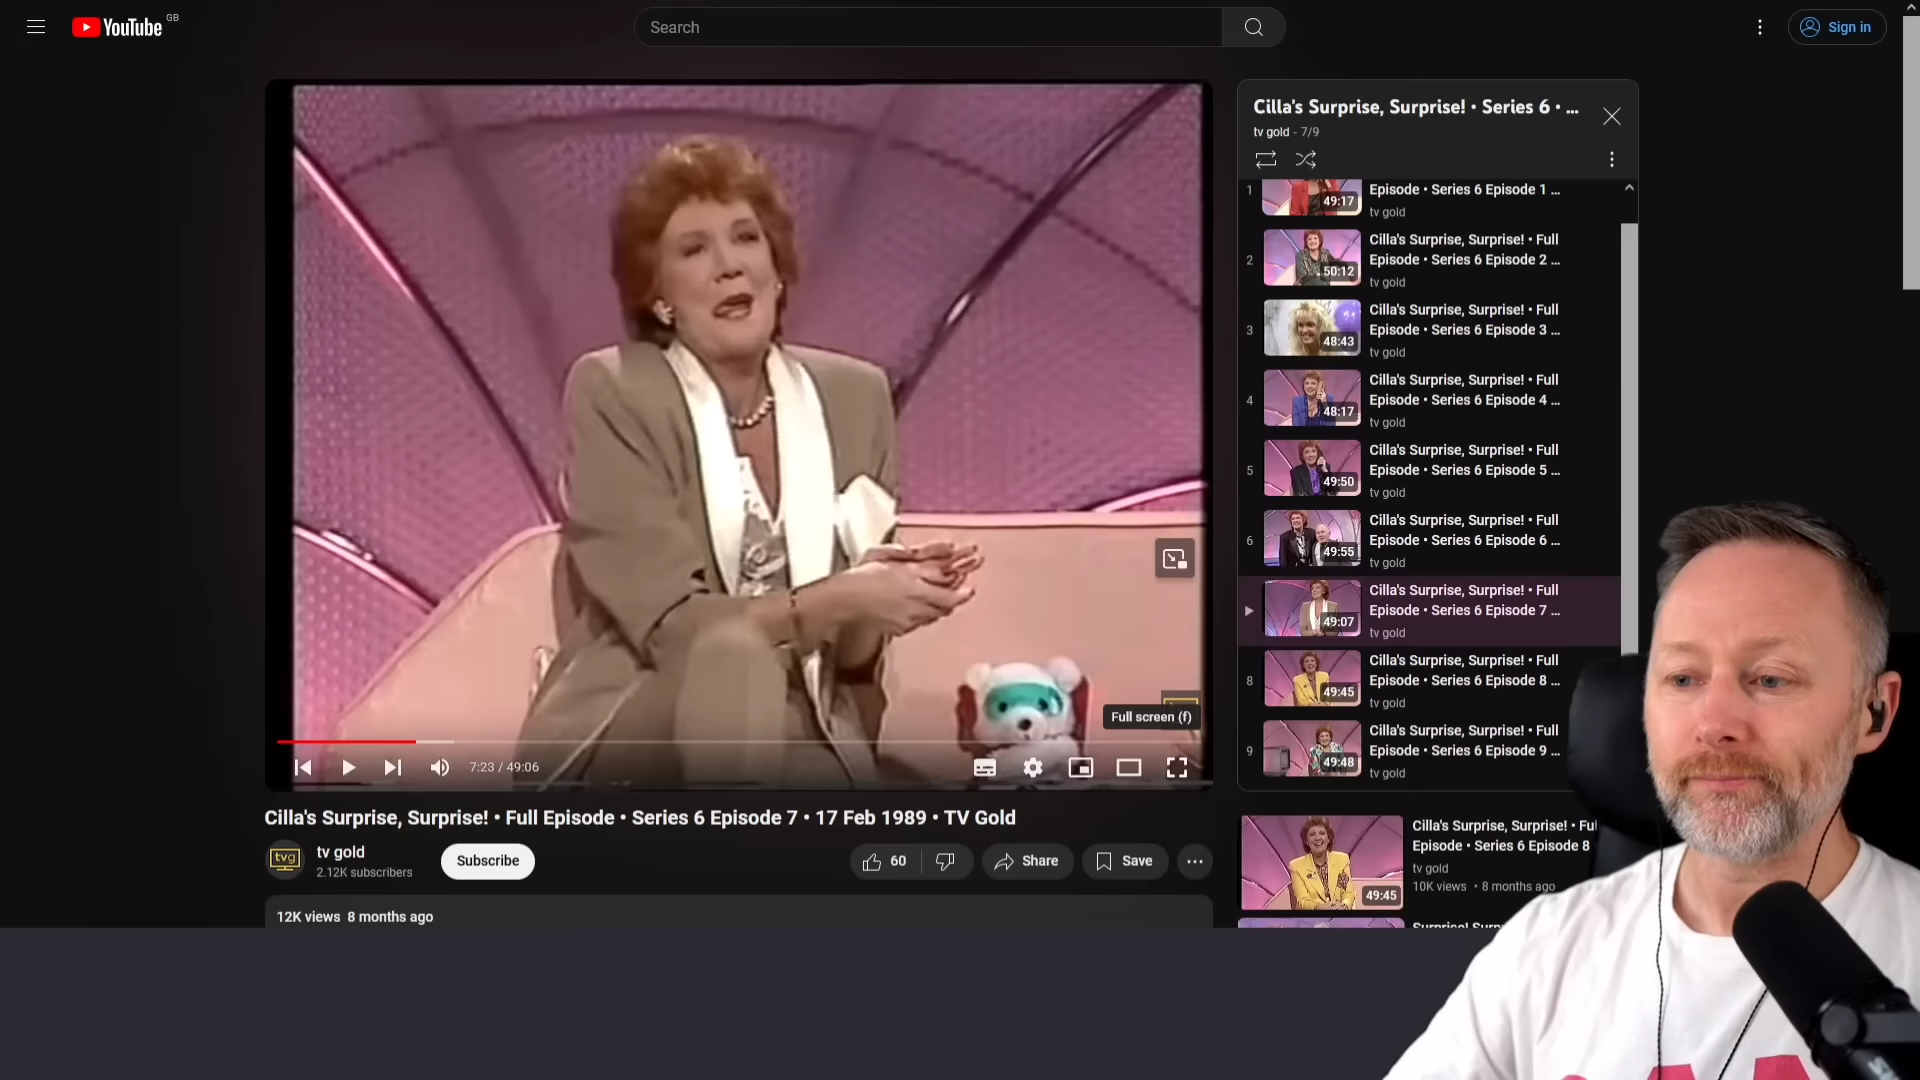 YouTube GB
Search
Sign in
Cilla's Surprise, Surprise! • Series 6 • ...
tv gold - 7/9
1
49:17
Episode • Series 6 Episode 1 ...
tv gold
2
50:12
Cilla's Surprise, Surprise! • Full
Episode • Series 6 Episode 2 ...
tv gold
3
48:43
Cilla's Surprise, Surprise! • Full
Episode • Series 6 Episode 3 ...
tv gold
4
48:17
Cilla's Surprise, Surprise! • Full
Episode • Series 6 Episode 4 ...
tv gold
5
49:50
Cilla's Surprise, Surprise! • Full
Episode • Series 6 Episode 5 ...
tv gold
6
49:55
Cilla's Surprise, Surprise! • Full
Episode • Series 6 Episode 6 ...
tv gold
49:07
Cilla's Surprise, Surprise! • Full
Episode • Series 6 Episode 7 ...
tv gold
8
49:45
Cilla's Surprise, Surprise! • Full
Episode • Series 6 Episode 8 ...
tv gold
9
49:48
Cilla's Surprise, Surprise! • Full
Episode • Series 6 Episode 9 ...
tv gold
Full screen (f)
7:23 / 49:06
Cilla's Surprise, Surprise! • Full Episode • Series 6 Episode 7 • 17 Feb 1989 • TV Gold
tvg
tv gold
2.12K subscribers
Subscribe
60
Share
Save
12K views 8 months ago
49:45
Cilla's Surprise, Surprise! • Ful
Episode • Series 6 Episode 8
tv gold
10K views • 8 months ago